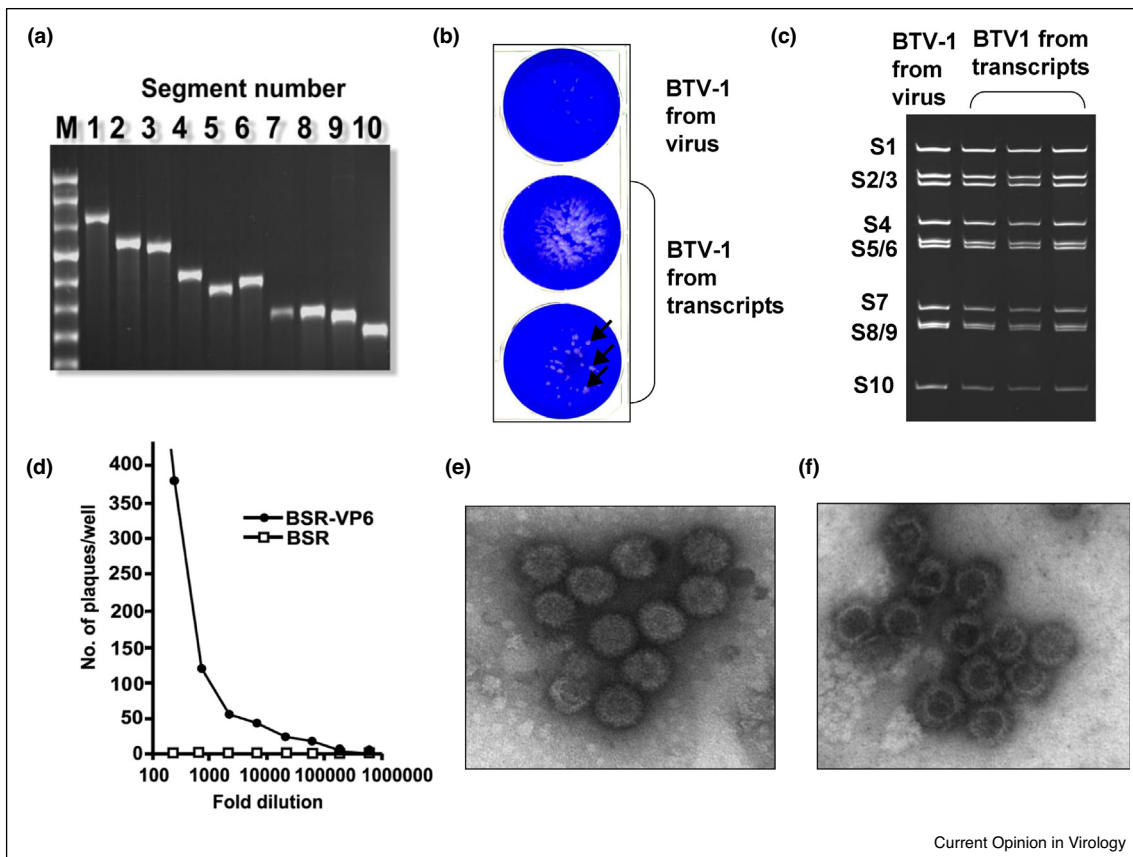 (a)
Segment number
M 1 2 3 4 5 6 7 8 9 10
(b)
BTV-1
from
virus
BTV-1
from
transcripts
(c)
BTV-1
from
virus
BTV1 from
transcripts
S1
S2/3
S4
S5/6
S7
S8/9
S10
(d)
No. of plaques/well
400
350
300
250
200
150
100
50
0
100 1000 10000 100000 1000000
Fold dilution
BSR-VP6
BSR
(e)
(f)
Current Opinion in Virology